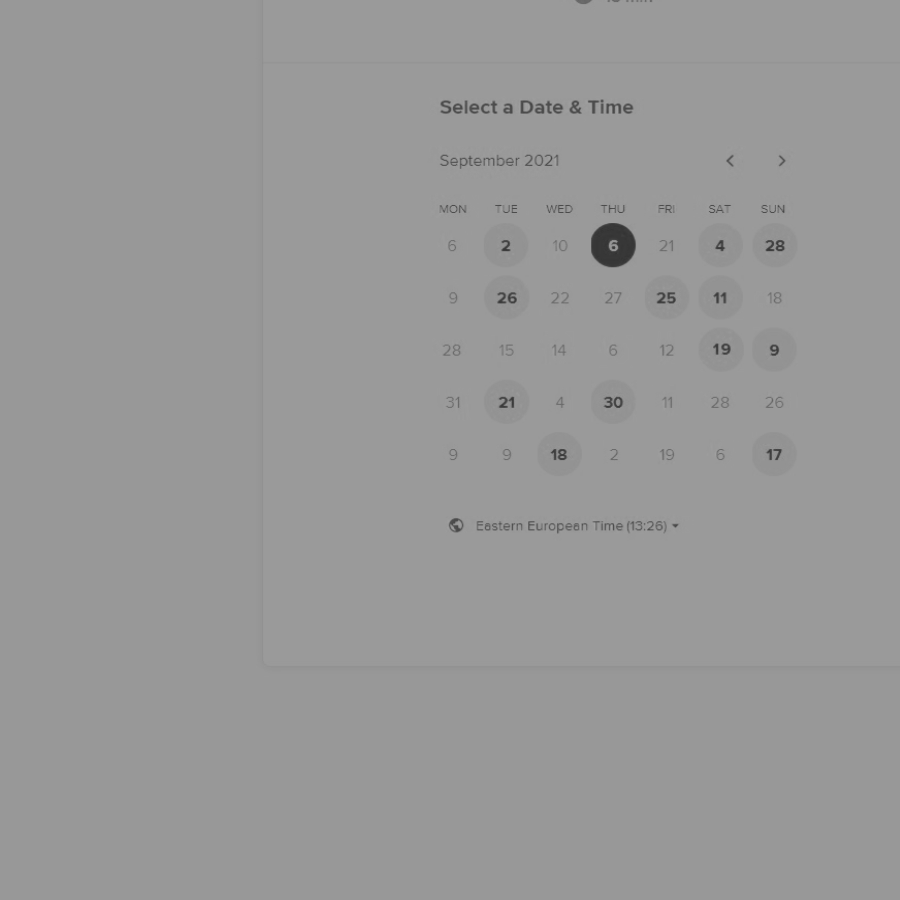 Select a Date & Time
September 2021
MON TUE WED THU FRI SAT SUN
6 2 10 6 21 4 28
9 26 22 27 25 11 18
28 15 14 6 12 19 9
31 21 4 30 11 28 26
9 9 18 2 19 6 17
Eastern European Time (13:26)